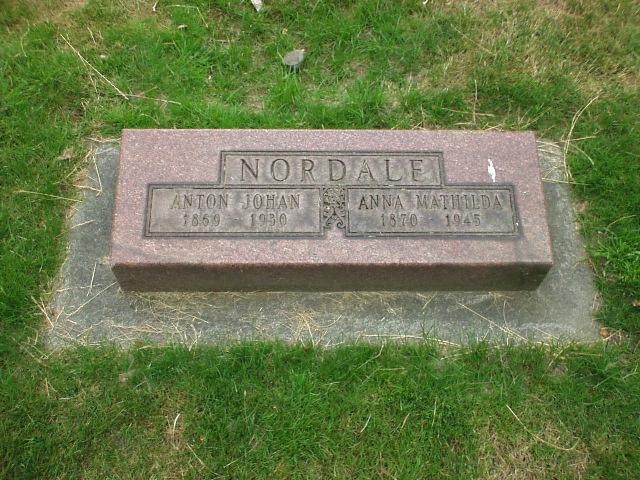 NORDALE
ANTON JOHAN
1869 - 1930
ANNA MATHILDA
1870 - 1945